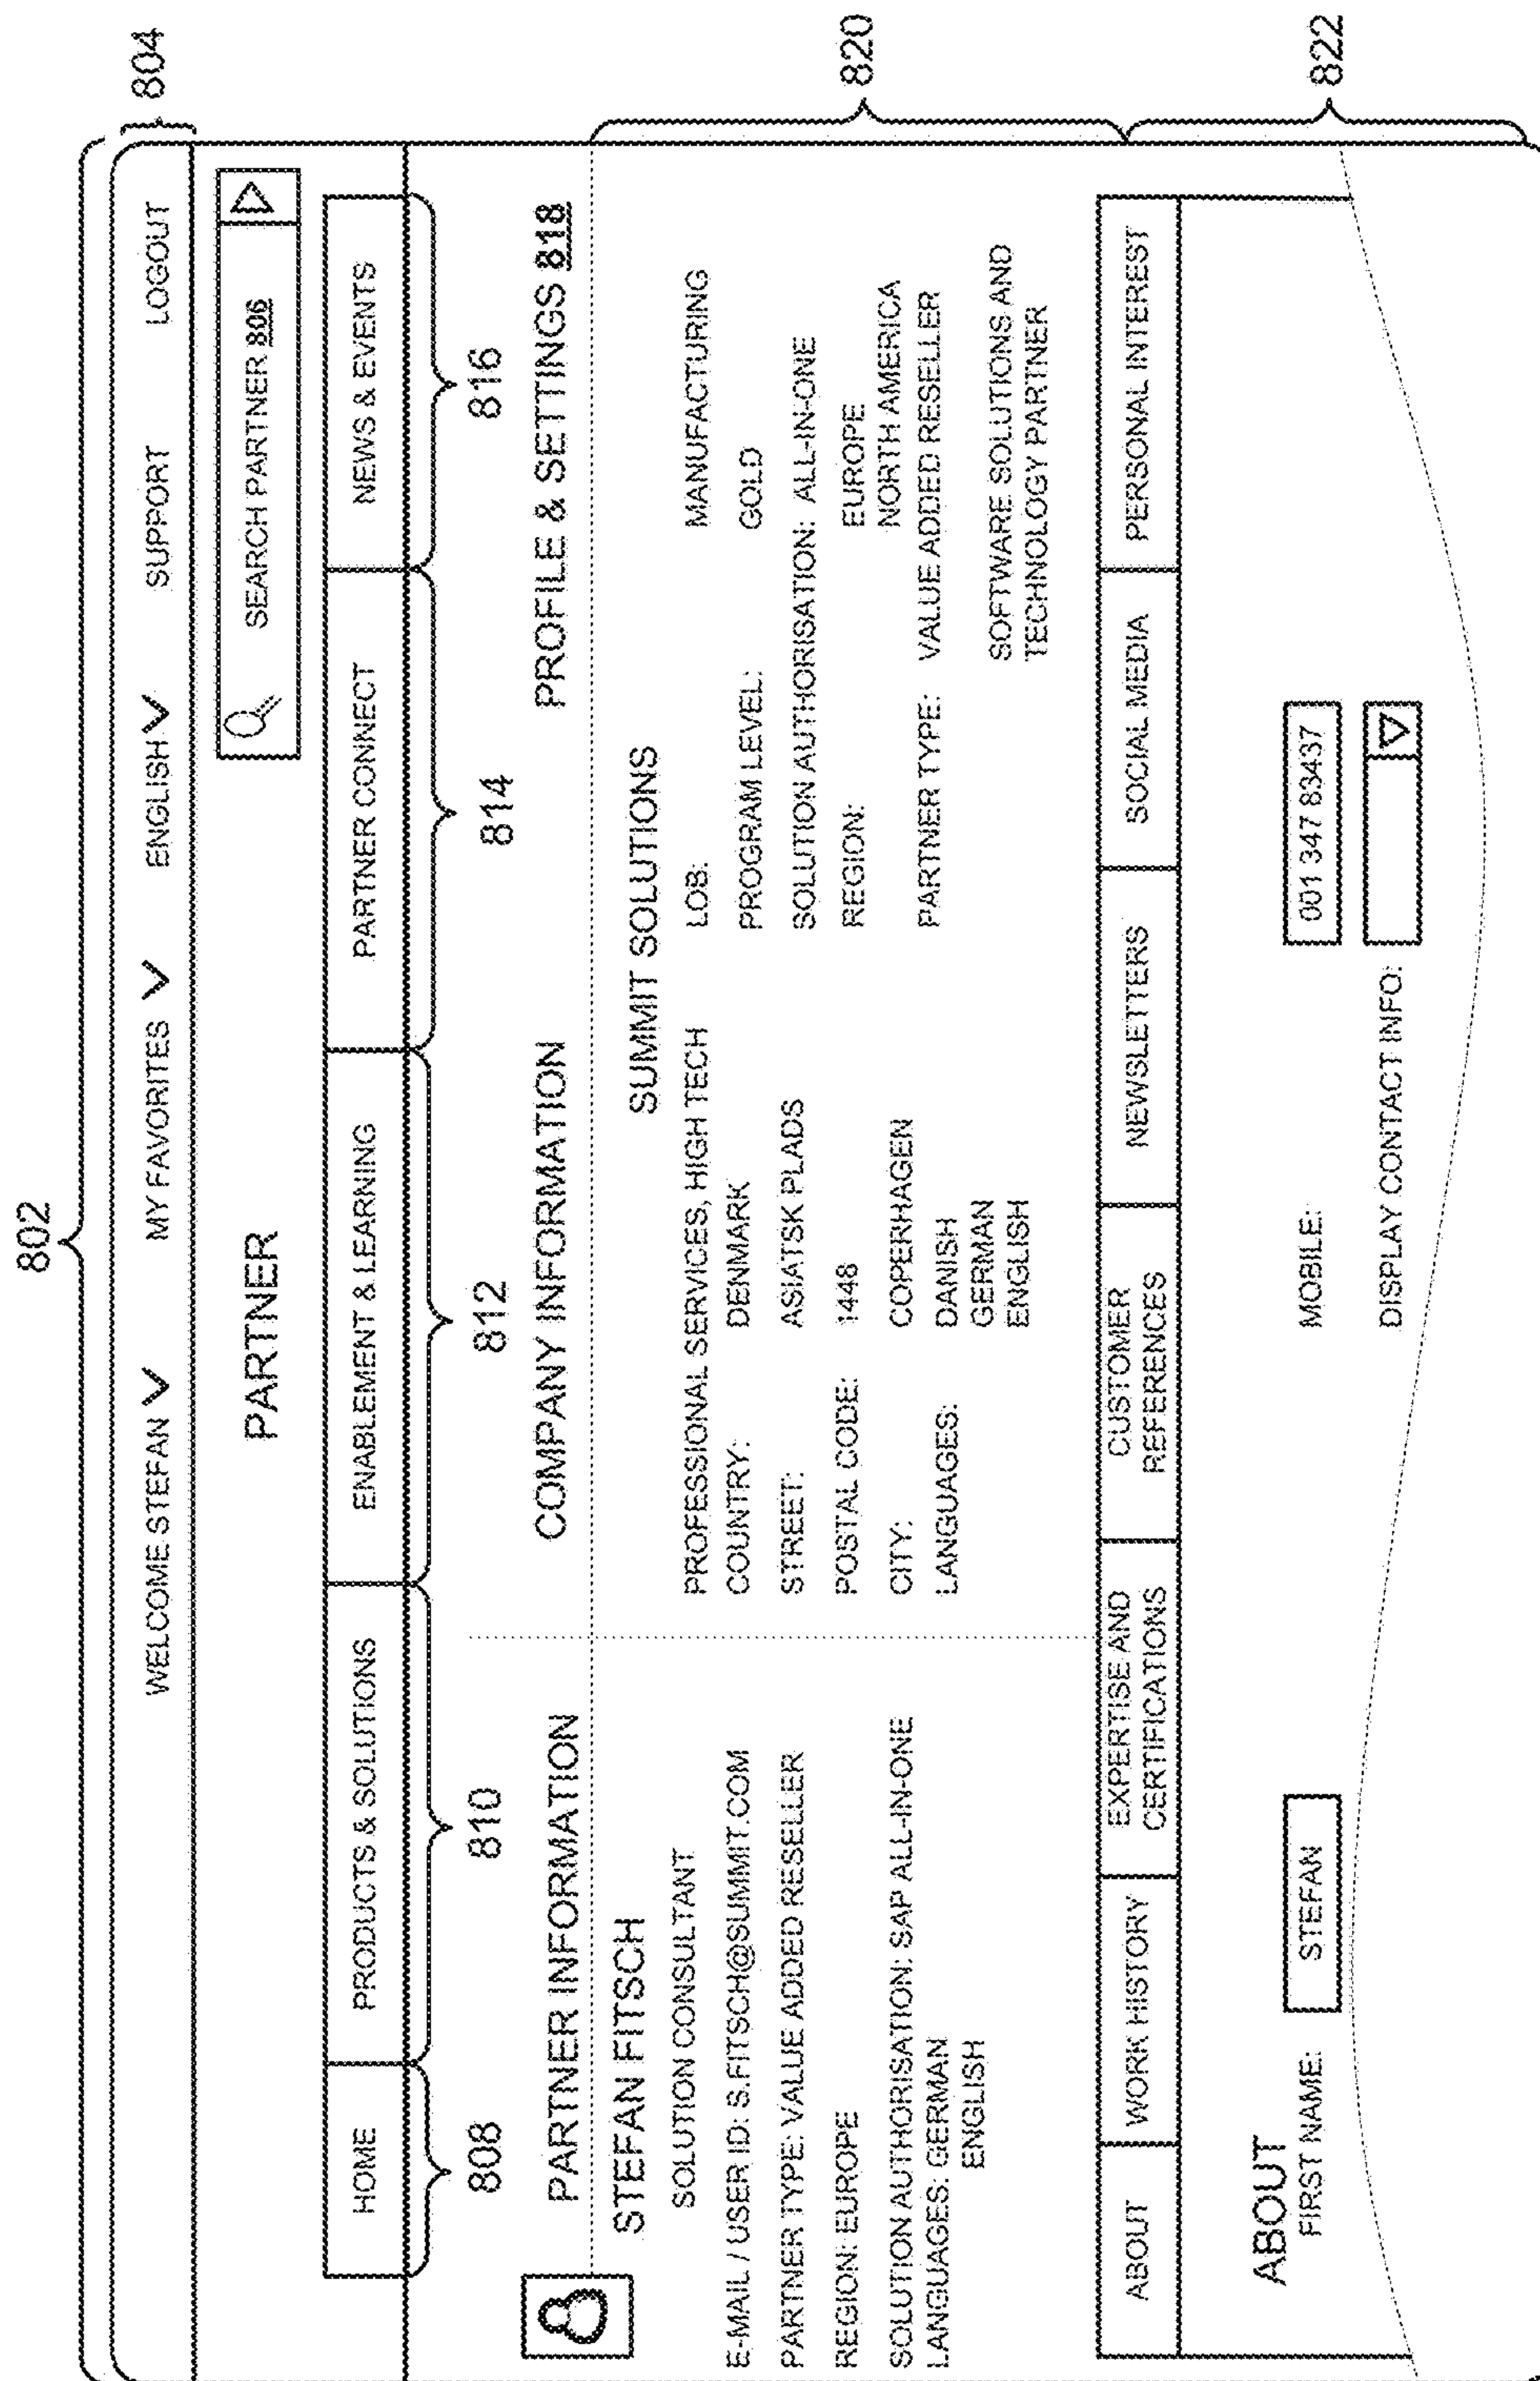 802
804
WELCOME STEFAN
MY FAVORITES
ENGLISH
SUPPORT
LOGOUT
PARTNER
SEARCH PARTNER 806
HOME
PRODUCTS & SOLUTIONS
ENABLEMENT & LEARNING
PARTNER CONNECT
NEWS & EVENTS
808
810
812
814
816
PARTNER INFORMATION
COMPANY INFORMATION
PROFILE & SETTINGS 818
STEFAN FITSCH
SOLUTION CONSULTANT
E-MAIL / USER ID: S.FITSCH@SUMMIT.COM
PARTNER TYPE: VALUE ADDED RESELLER
REGION: EUROPE
SOLUTION AUTHORISATION: SAP ALL-IN-ONE
LANGUAGES: GERMAN
ENGLISH
SUMMIT SOLUTIONS
PROFESSIONAL SERVICES, HIGH TECH
COUNTRY: DENMARK
STREET: ASIATSK PLADS
POSTAL CODE: 1448
CITY: COPERHAGEN
LANGUAGES: DANISH
GERMAN
ENGLISH
LOB: MANUFACTURING
PROGRAM LEVEL: GOLD
SOLUTION AUTHORISATION: ALL-IN-ONE
REGION: EUROPE
NORTH AMERICA
PARTNER TYPE: VALUE ADDED RESELLER
SOFTWARE SOLUTIONS AND
TECHNOLOGY PARTNER
820
ABOUT
WORK HISTORY
EXPERTISE AND
CERTIFICATIONS
CUSTOMER
REFERENCES
NEWSLETTERS
SOCIAL MEDIA
PERSONAL INTEREST
822
ABOUT
FIRST NAME: STEFAN
MOBILE: 001 347 83437
DISPLAY CONTACT INFO: